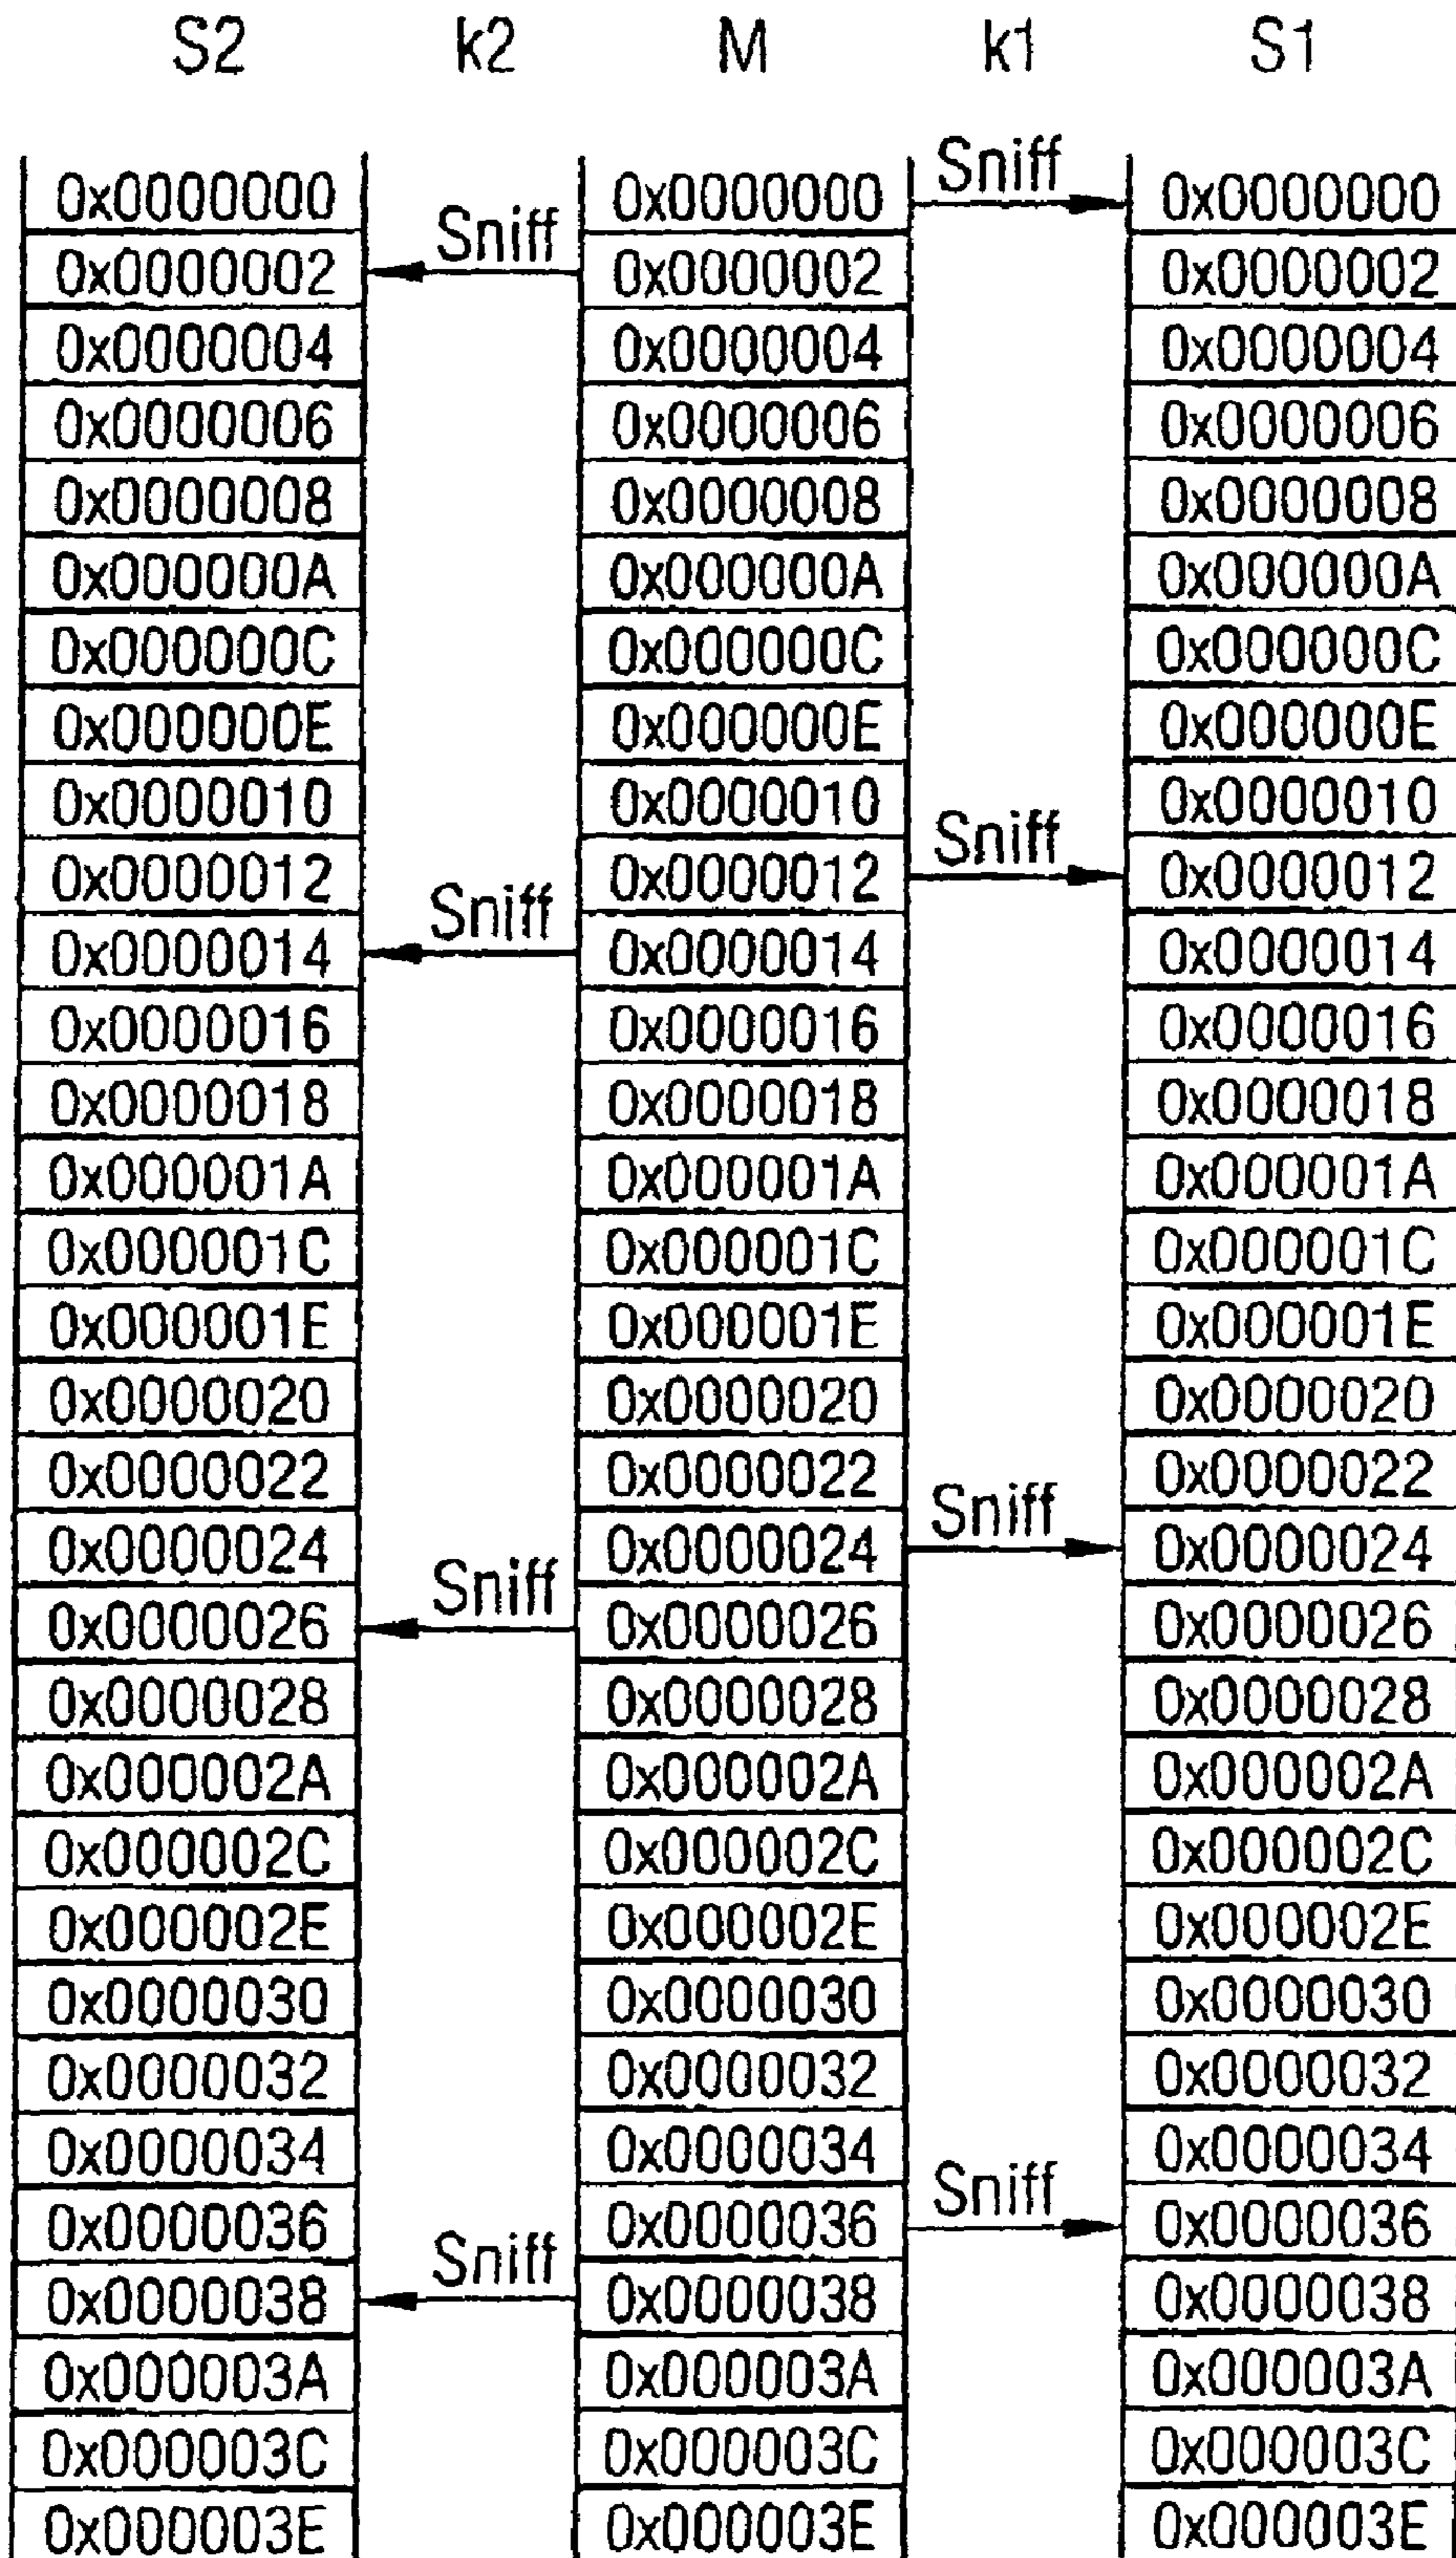 S2 k2 M k1 S1
Sniff
0x0000000 0x0000000 0x0000000
Sniff
0x0000002 0x0000002 0x0000002
0x0000004 0x0000004 0x0000004
0x0000006 0x0000006 0x0000006
0x0000008 0x0000008 0x0000008
0x000000A 0x000000A 0x000000A
0x000000C 0x000000C 0x000000C
0x000000E 0x000000E 0x000000E
0x0000010 0x0000010 0x0000010
Sniff
0x0000012 0x0000012 0x0000012
Sniff
0x0000014 0x0000014 0x0000014
0x0000016 0x0000016 0x0000016
0x0000018 0x0000018 0x0000018
0x000001A 0x000001A 0x000001A
0x000001C 0x000001C 0x000001C
0x000001E 0x000001E 0x000001E
0x0000020 0x0000020 0x0000020
0x0000022 0x0000022 0x0000022
Sniff
0x0000024 0x0000024 0x0000024
Sniff
0x0000026 0x0000026 0x0000026
0x0000028 0x0000028 0x0000028
0x000002A 0x000002A 0x000002A
0x000002C 0x000002C 0x000002C
0x000002E 0x000002E 0x000002E
0x0000030 0x0000030 0x0000030
0x0000032 0x0000032 0x0000032
0x0000034 0x0000034 0x0000034
Sniff
0x0000036 0x0000036 0x0000036
Sniff
0x0000038 0x0000038 0x0000038
0x000003A 0x000003A 0x000003A
0x000003C 0x000003C 0x000003C
0x000003E 0x000003E 0x000003E